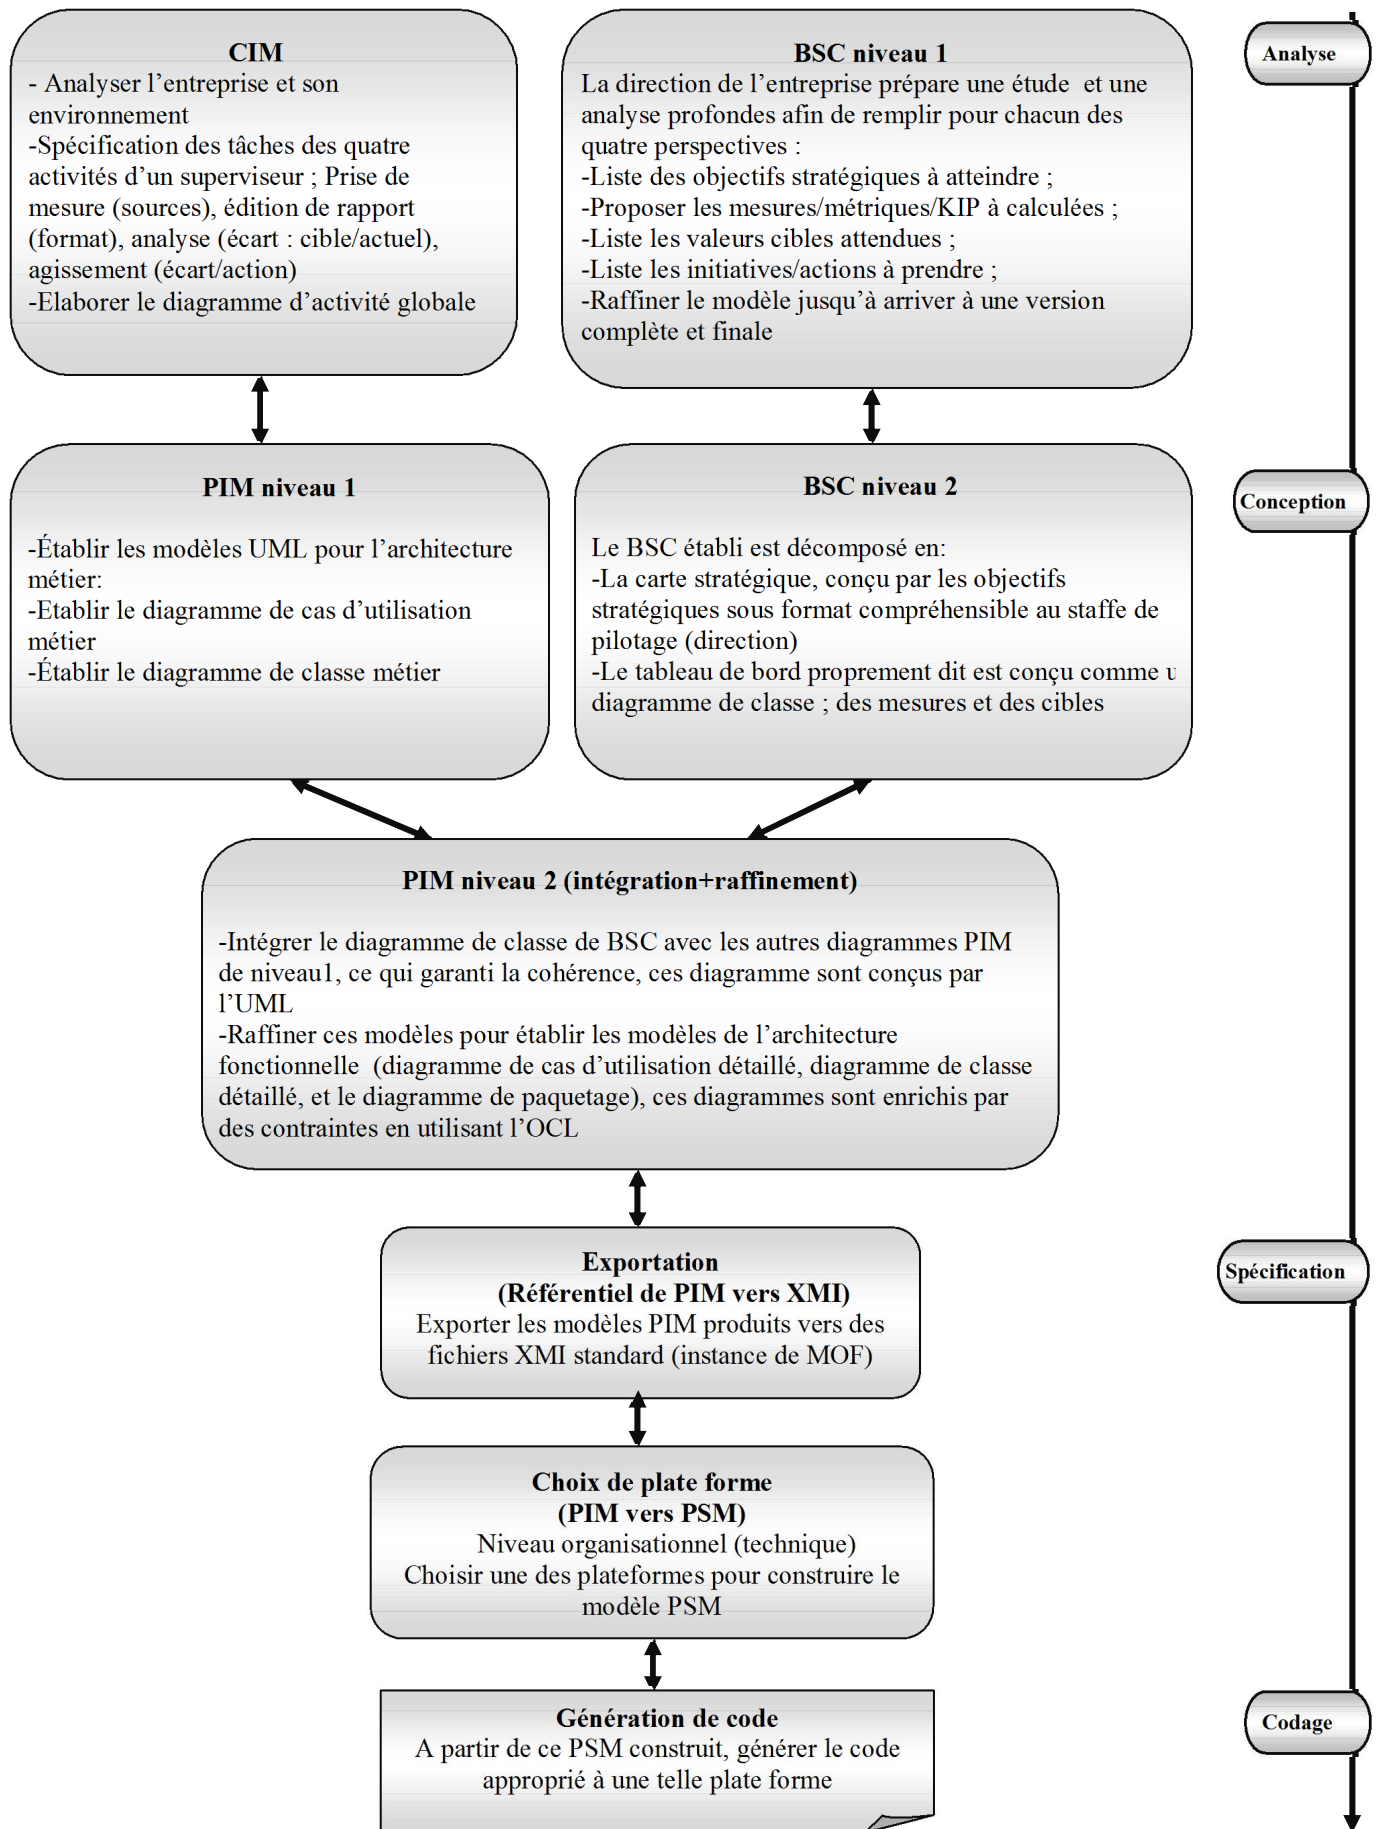 CIM
- Analyser l’entreprise et son
environnement
-Spécification des tâches des quatre
activités d’un superviseur ; Prise de
mesure (sources), édition de rapport
(format), analyse (écart : cible/actuel),
agissement (écart/action)
-Elaborer le diagramme d’activité globale
BSC niveau 1
La direction de l’entreprise prépare une étude et une
analyse profondes afin de remplir pour chacun des
quatre perspectives :
-Liste des objectifs stratégiques à atteindre ;
-Proposer les mesures/métriques/KIP à calculées ;
-Liste les valeurs cibles attendues ;
-Liste les initiatives/actions à prendre ;
-Raffiner le modèle jusqu’à arriver à une version
complète et finale
Analyse
PIM niveau 1
-Établir les modèles UML pour l’architecture
métier:
-Etablir le diagramme de cas d’utilisation
métier
-Établir le diagramme de classe métier
BSC niveau 2
Le BSC établi est décomposé en:
-La carte stratégique, conçu par les objectifs
stratégiques sous format compréhensible au staffe de
pilotage (direction)
-Le tableau de bord proprement dit est conçu comme u
diagramme de classe ; des mesures et des cibles
Conception
PIM niveau 2 (intégration+raffinement)
-Intégrer le diagramme de classe de BSC avec les autres diagrammes PIM
de niveau1, ce qui garanti la cohérence, ces diagramme sont conçus par
l’UML
-Raffiner ces modèles pour établir les modèles de l’architecture
fonctionnelle (diagramme de cas d’utilisation détaillé, diagramme de classe
détaillé, et le diagramme de paquetage), ces diagrammes sont enrichis par
des contraintes en utilisant l’OCL
Exportation
(Référentiel de PIM vers XMI)
Exporter les modèles PIM produits vers des
fichiers XMI standard (instance de MOF)
Spécification
Choix de plate forme
(PIM vers PSM)
Niveau organisationnel (technique)
Choisir une des plateformes pour construire le
modèle PSM
Génération de code
A partir de ce PSM construit, générer le code
approprié à une telle plate forme
Codage